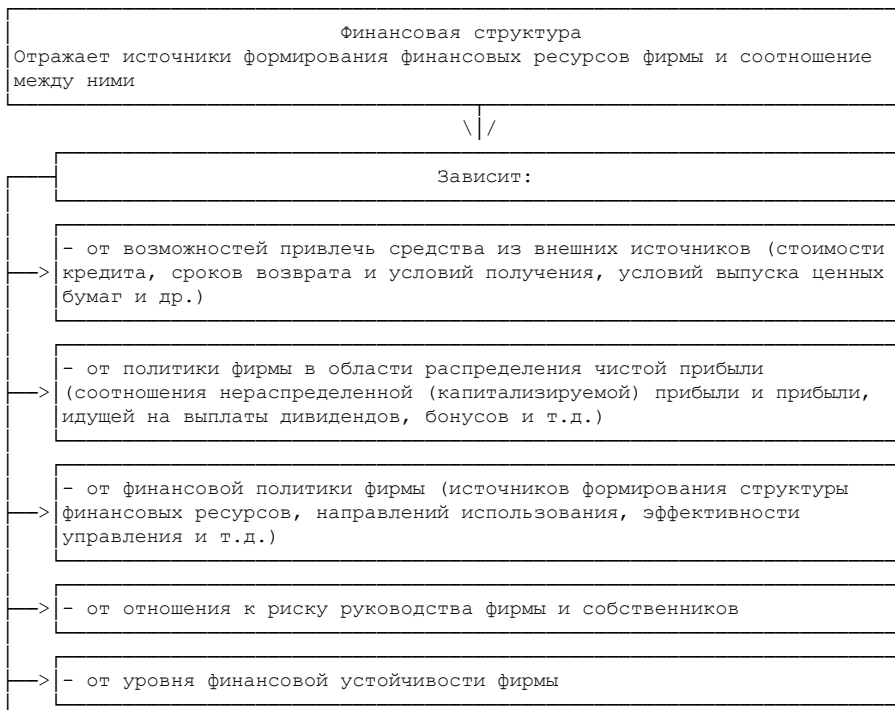 Финансовая структура
Отражает источники формирования финансовых ресурсов фирмы и соотношение
между ними
Зависит:
- от возможностей привлечь средства из внешних источников (стоимости
кредита, сроков возврата и условий получения, условий выпуска ценных
бумаг и др.)
- от политики фирмы в области распределения чистой прибыли
(соотношения нераспределенной (капитализируемой) прибыли и прибыли,
идущей на выплаты дивидендов, бонусов и т.д.)
- от финансовой политики фирмы (источников формирования структуры
финансовых ресурсов, направлений использования, эффективности
управления и т.д.)
- от отношения к риску руководства фирмы и собственников
- от уровня финансовой устойчивости фирмы